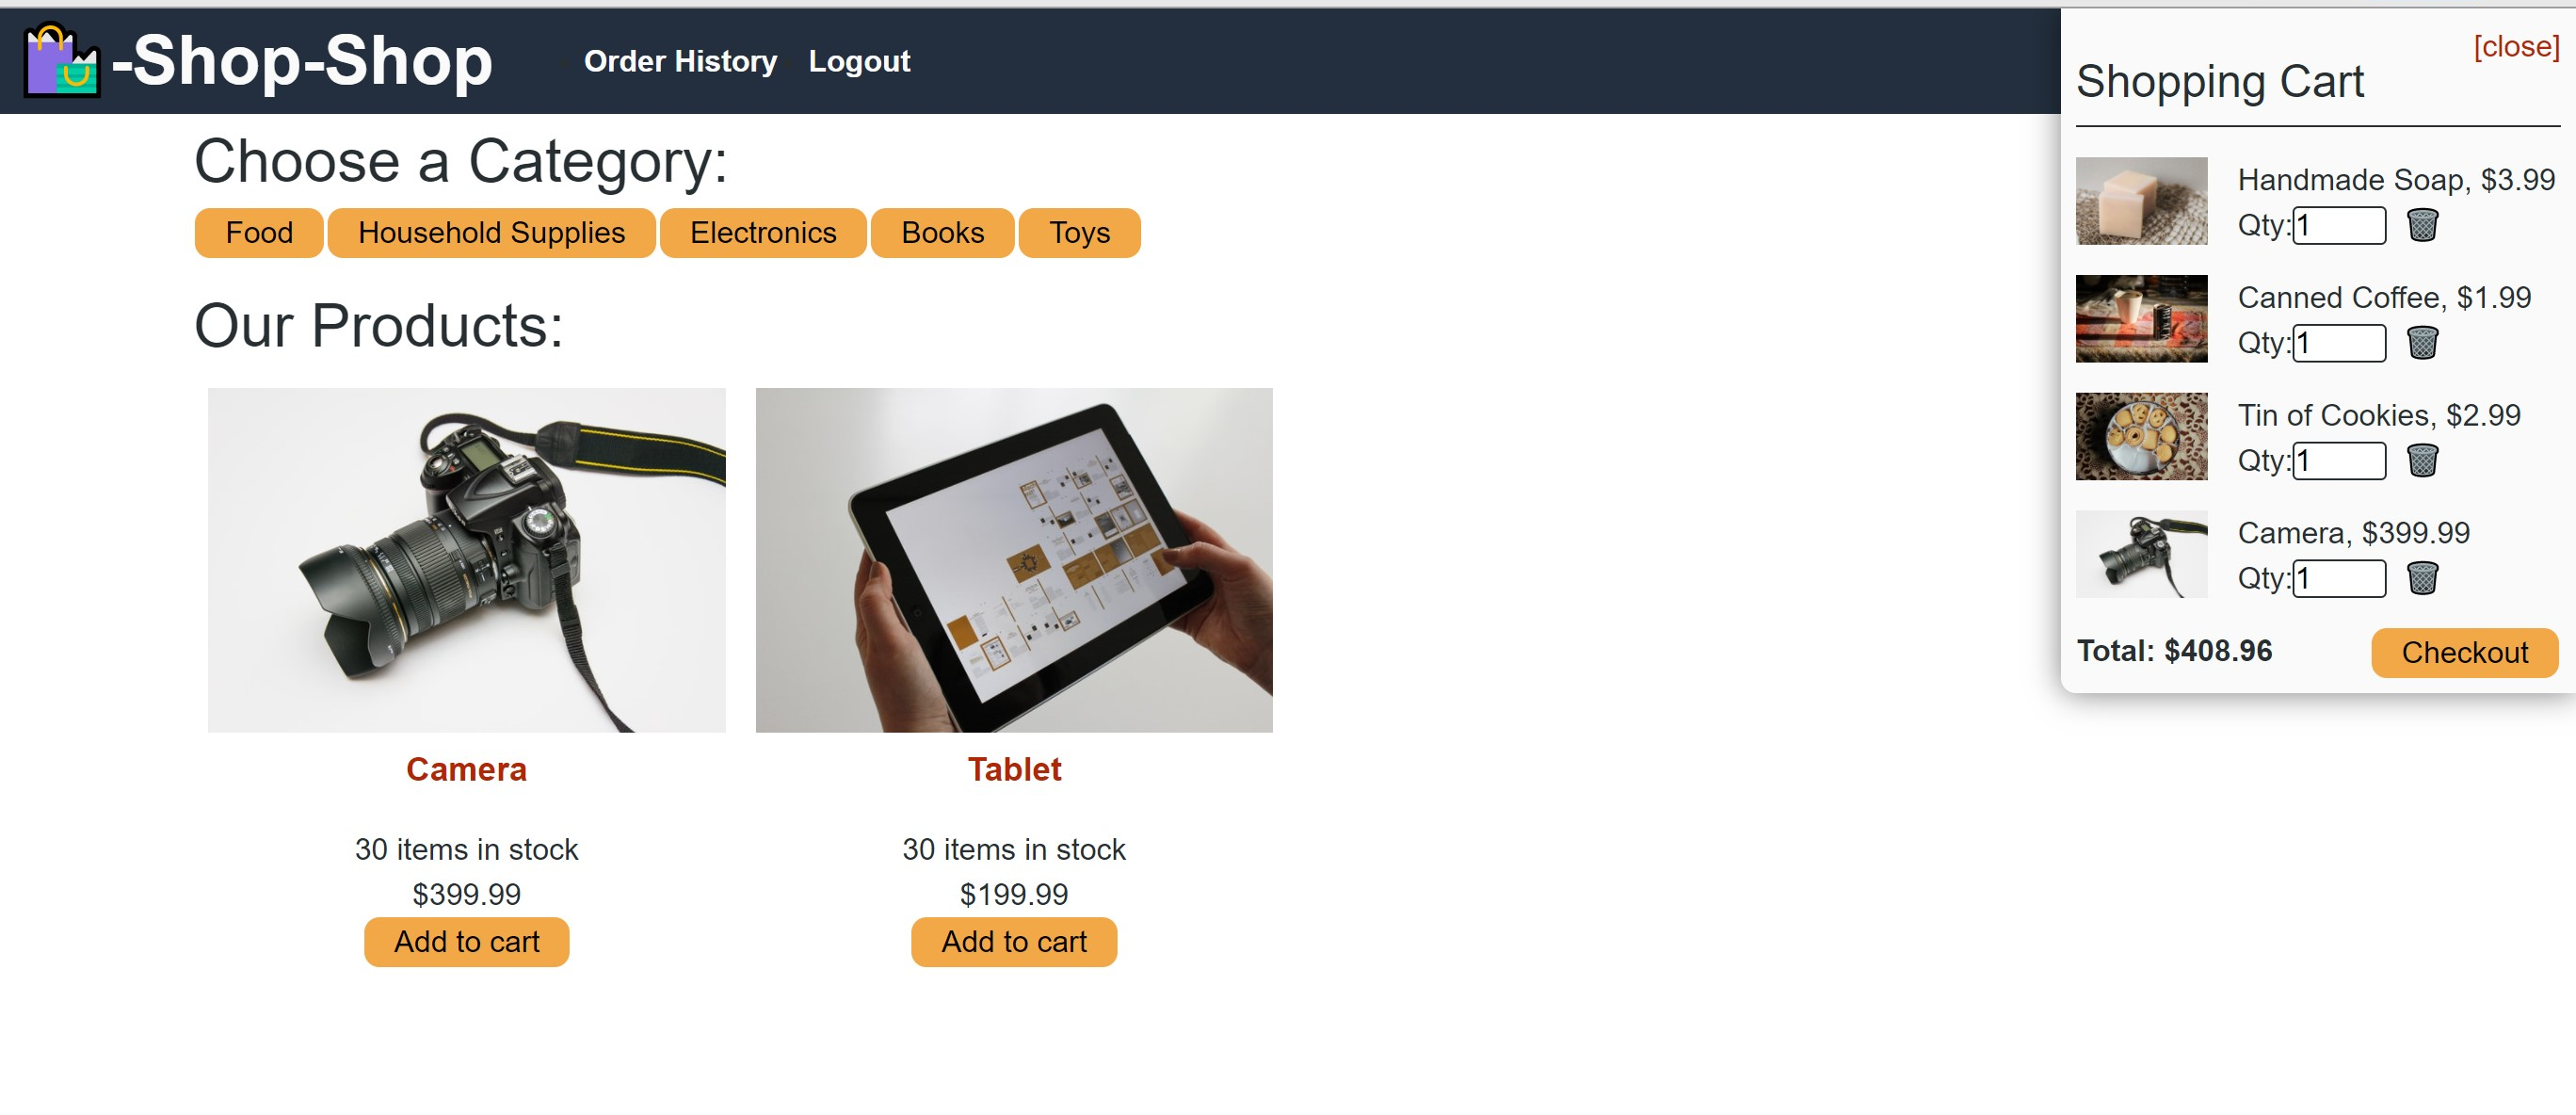 -Shop-Shop
Order History
Logout
Choose a Category:
Food
Household Supplies
Electronics
Books
Toys
Our Products:
Camera
30 items in stock
$399.99
Add to cart
Tablet
30 items in stock
$199.99
Add to cart
[close]
Shopping Cart
Handmade Soap, $3.99
Qty:1
Canned Coffee, $1.99
Qty:1
Tin of Cookies, $2.99
Qty:1
Camera, $399.99
Qty:1
Total: $408.96
Checkout